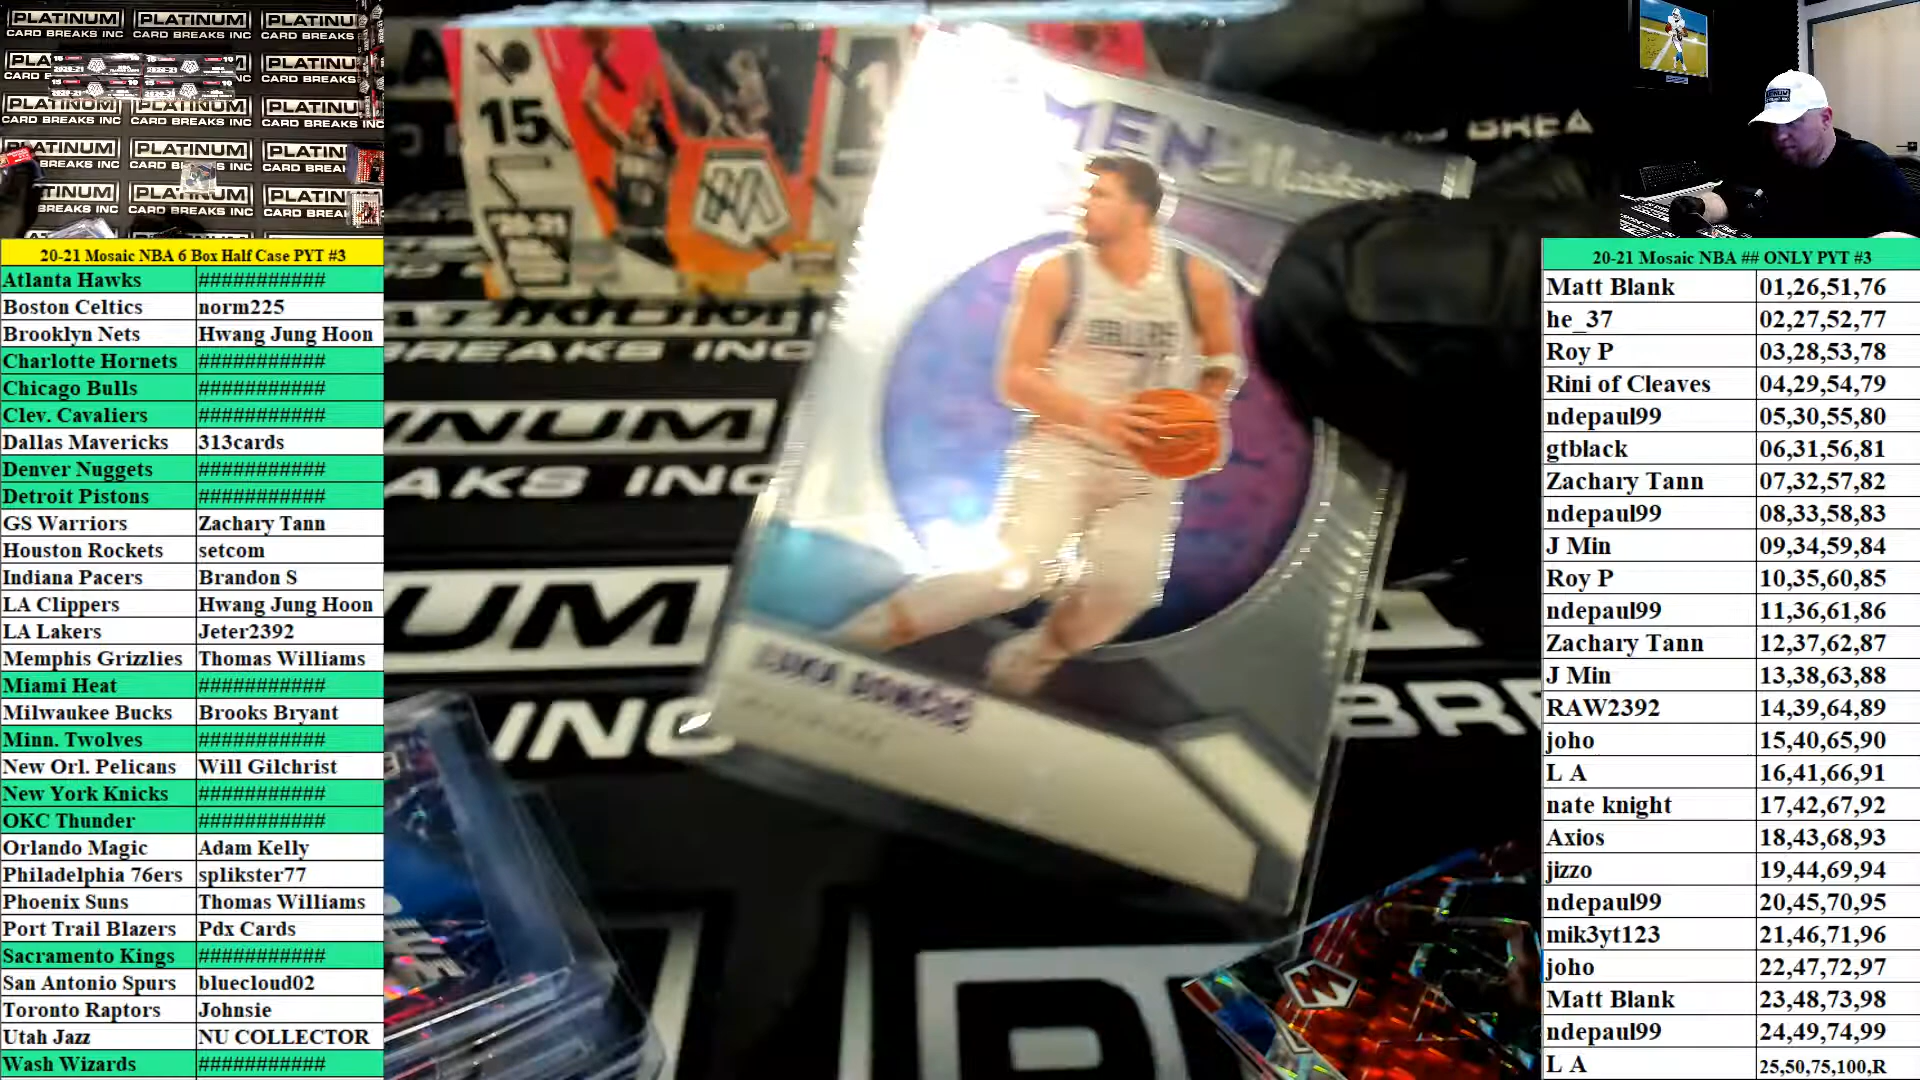 PLATINUM
CARD BREAKS INC
20-21 Mosaic NBA 6 Box Half Case PYT #3
Atlanta Hawks ###########
Boston Celtics norm225
Brooklyn Nets Hwang Jung Hoon
Charlotte Hornets ###########
Chicago Bulls ###########
Clev. Cavaliers ###########
Dallas Mavericks 313cards
Denver Nuggets ###########
Detroit Pistons ###########
GS Warriors Zachary Tann
Houston Rockets setcom
Indiana Pacers Brandon S
LA Clippers Hwang Jung Hoon
LA Lakers Jeter2392
Memphis Grizzlies Thomas Williams
Miami Heat ###########
Milwaukee Bucks Brooks Bryant
Minn. Twolves ###########
New Orl. Pelicans Will Gilchrist
New York Knicks ###########
OKC Thunder ###########
Orlando Magic Adam Kelly
Philadelphia 76ers splikster77
Phoenix Suns Thomas Williams
Port Trail Blazers Pdx Cards
Sacramento Kings ###########
San Antonio Spurs bluecloud02
Toronto Raptors Johnsie
Utah Jazz NU COLLECTOR
Wash Wizards ###########
15
LUKA DONČIĆ
20-21 Mosaic NBA ## ONLY PYT #3
Matt Blank 01,26,51,76
he_37 02,27,52,77
Roy P 03,28,53,78
Rini of Cleaves 04,29,54,79
ndepaul99 05,30,55,80
gtblack 06,31,56,81
Zachary Tann 07,32,57,82
ndepaul99 08,33,58,83
J Min 09,34,59,84
Roy P 10,35,60,85
ndepaul99 11,36,61,86
Zachary Tann 12,37,62,87
J Min 13,38,63,88
RAW2392 14,39,64,89
joho 15,40,65,90
L A 16,41,66,91
nate knight 17,42,67,92
Axios 18,43,68,93
jizzo 19,44,69,94
ndepaul99 20,45,70,95
mik3yt123 21,46,71,96
joho 22,47,72,97
Matt Blank 23,48,73,98
ndepaul99 24,49,74,99
L A 25,50,75,100,R